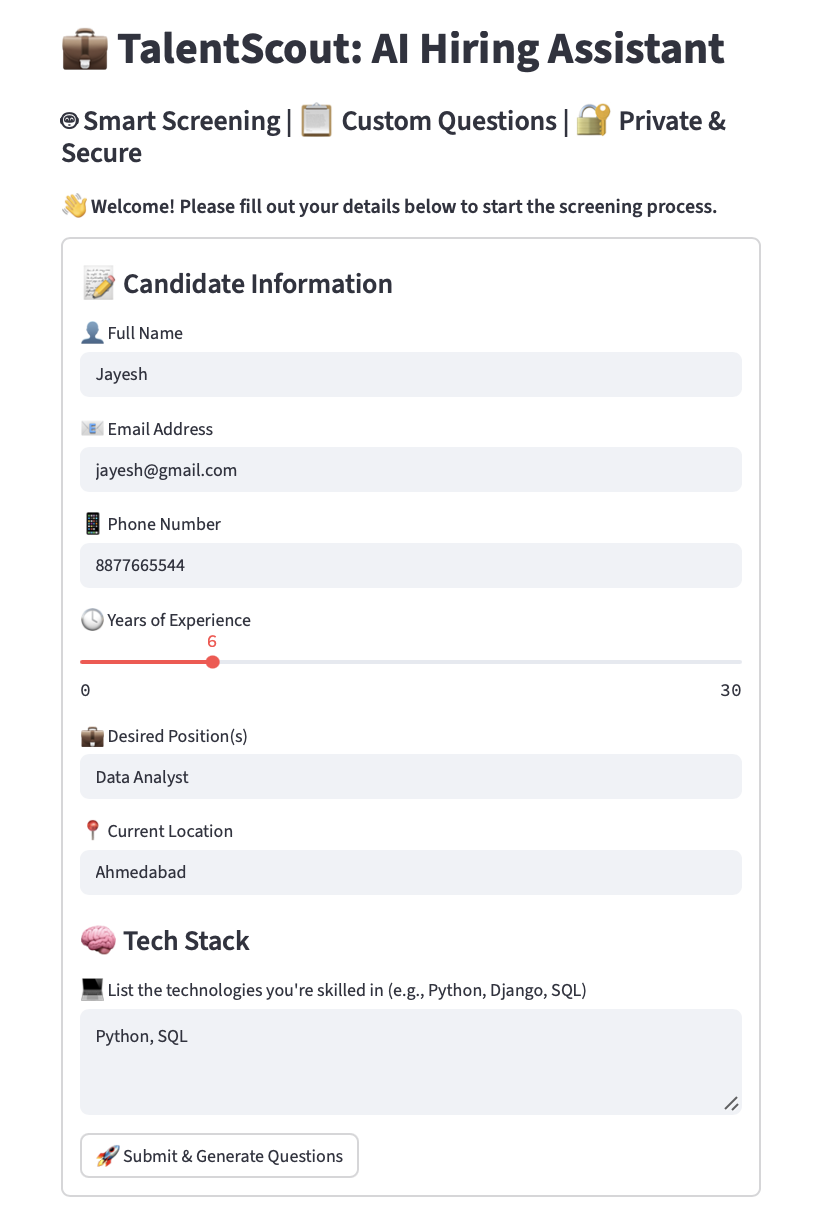 💼 TalentScout: AI Hiring Assistant
Smart Screening | 📋 Custom Questions | 🔐 Private &
Secure
👋 Welcome! Please fill out your details below to start the screening process.
📝 Candidate Information
👤 Full Name
Jayesh
📧 Email Address
jayesh@gmail.com
📱 Phone Number
8877665544
🕓 Years of Experience
6
0 30
💼 Desired Position(s)
Data Analyst
📍 Current Location
Ahmedabad
🧠 Tech Stack
💻 List the technologies you're skilled in (e.g., Python, Django, SQL)
Python, SQL
🚀 Submit & Generate Questions